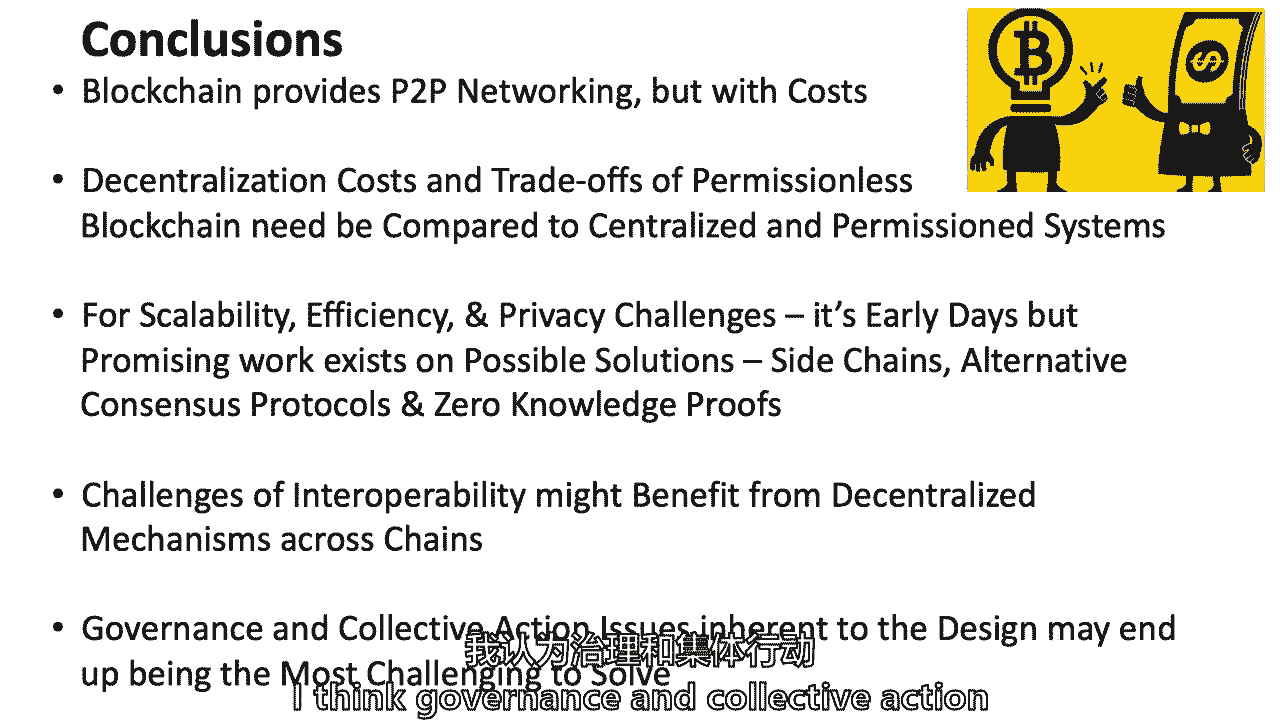 Conclusions
• Blockchain provides P2P Networking, but with Costs
• Decentralization Costs and Trade-offs of Permissionless
Blockchain need be Compared to Centralized and Permissioned Systems
• For Scalability, Efficiency, & Privacy Challenges – it's Early Days but
Promising work exists on Possible Solutions – Side Chains, Alternative
Consensus Protocols & Zero Knowledge Proofs
• Challenges of Interoperability might Benefit from Decentralized
Mechanisms across Chains
• Governance and Collective Action Issues inherent to the Design may end
up being the Most Challenging to Solve
我认为治理和集体行动
I think governance and collective action